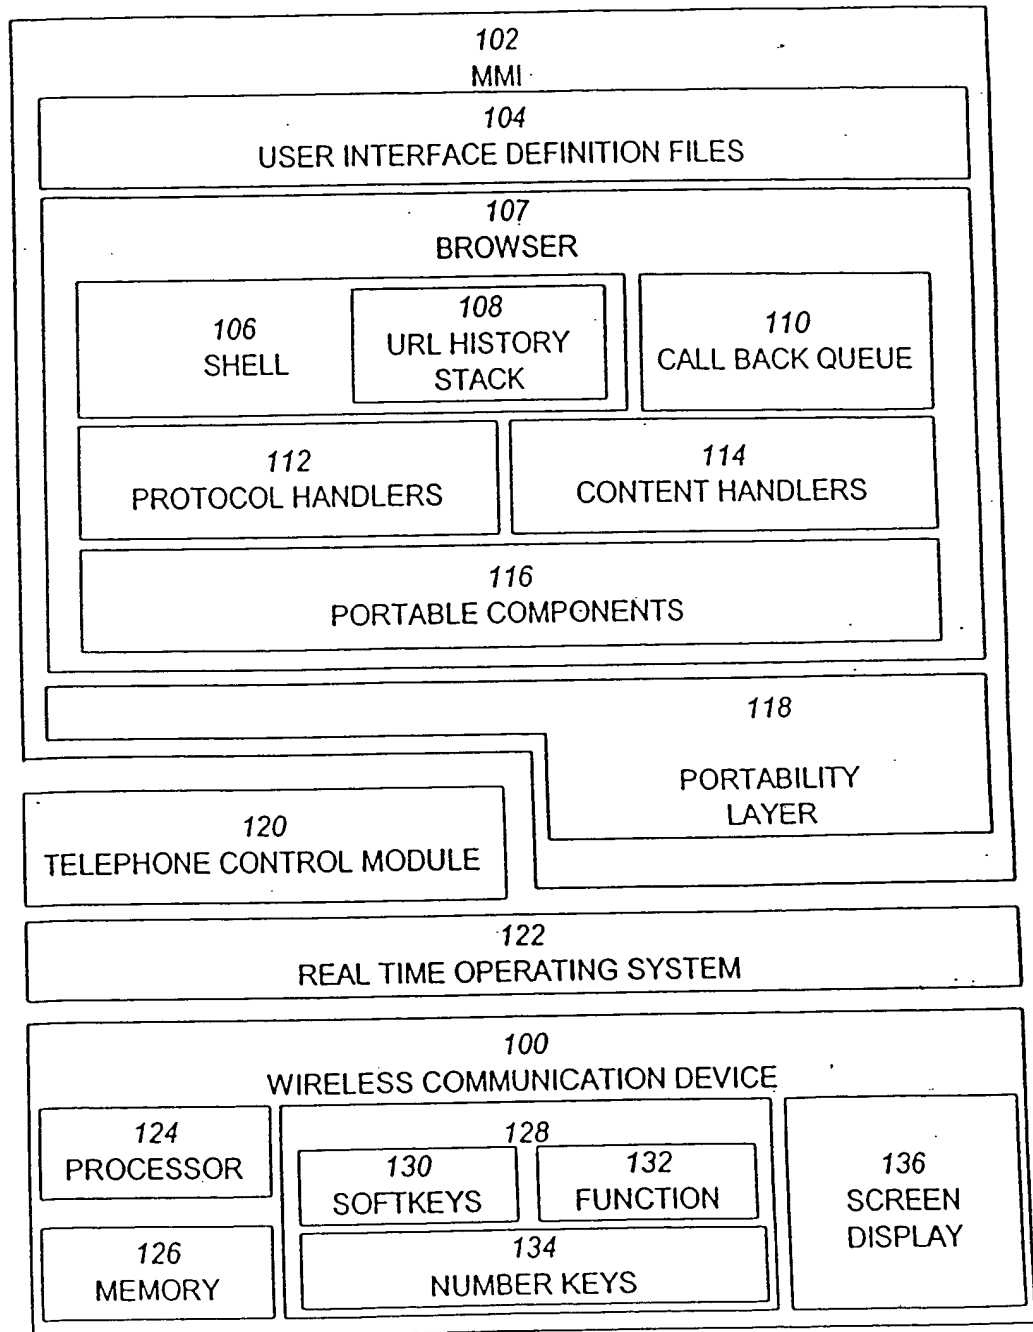 102
MMI
104
USER INTERFACE DEFINITION FILES
107
BROWSER
106
SHELL
108
URL HISTORY
STACK
110
CALL BACK QUEUE
112
PROTOCOL HANDLERS
114
CONTENT HANDLERS
116
PORTABLE COMPONENTS
118
PORTABILITY
LAYER
120
TELEPHONE CONTROL MODULE
122
REAL TIME OPERATING SYSTEM
100
WIRELESS COMMUNICATION DEVICE
124
PROCESSOR
126
MEMORY
128
130
SOFTKEYS
132
FUNCTION
134
NUMBER KEYS
136
SCREEN
DISPLAY